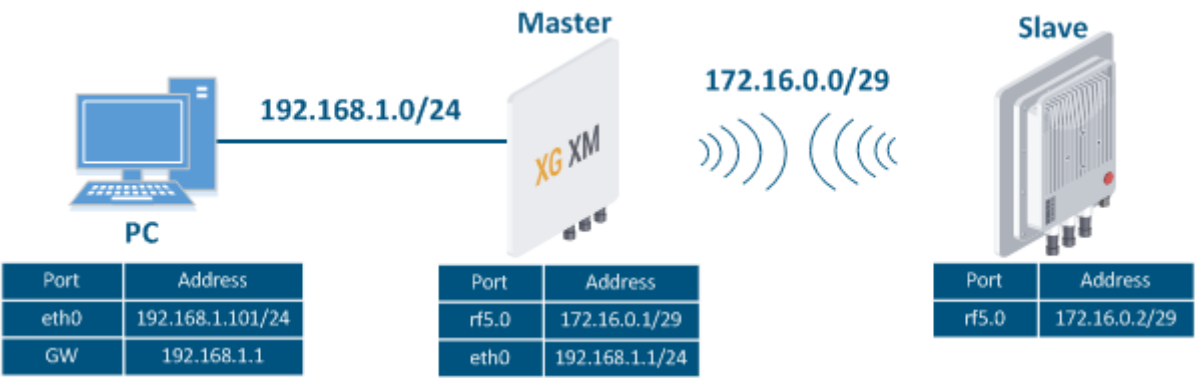 Master
Slave
192.168.1.0/24
172.16.0.0/29
XG XM
PC
Port Address
eth0 192.168.1.101/24
GW 192.168.1.1
Port Address
rf5.0 172.16.0.1/29
eth0 192.168.1.1/24
Port Address
rf5.0 172.16.0.2/29